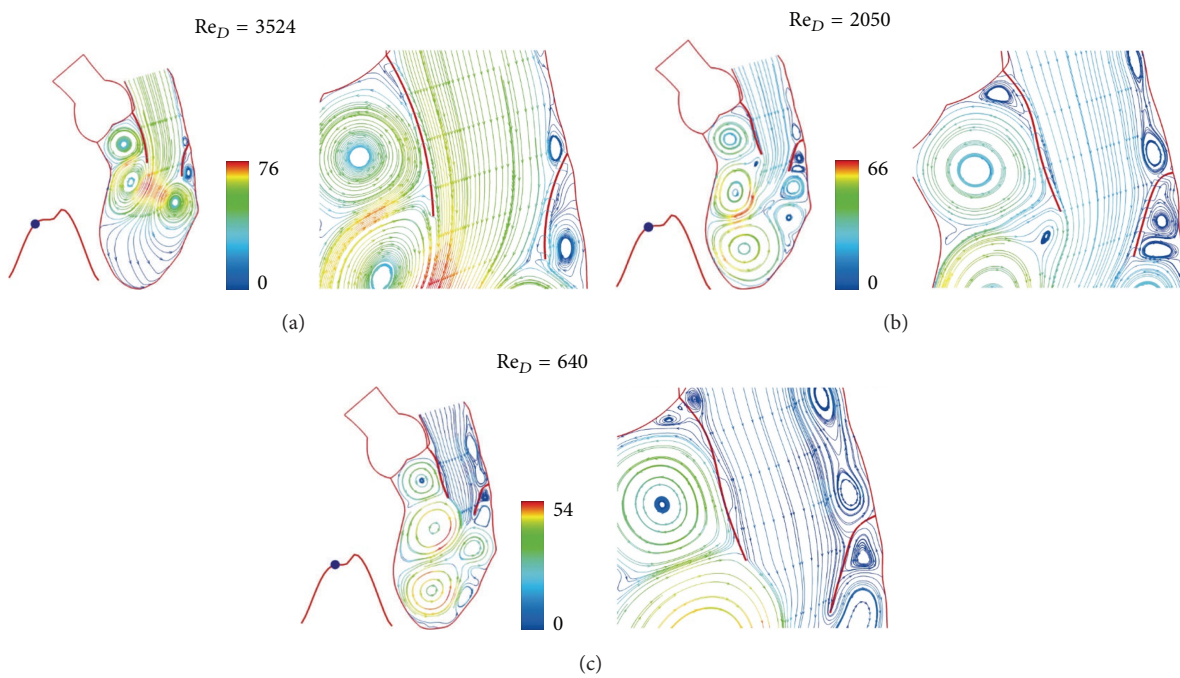 Re_D = 3524
76
0
(a)
Re_D = 2050
66
0
(b)
Re_D = 640
54
0
(c)